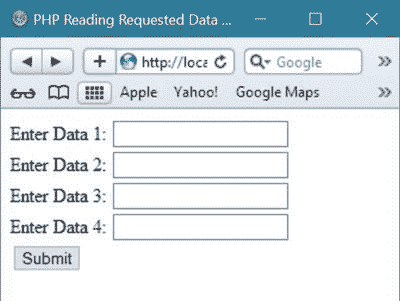 PHP Reading Requested Data ...
http://loca Google
Apple Yahoo! Google Maps
Enter Data 1:
Enter Data 2:
Enter Data 3:
Enter Data 4:
Submit